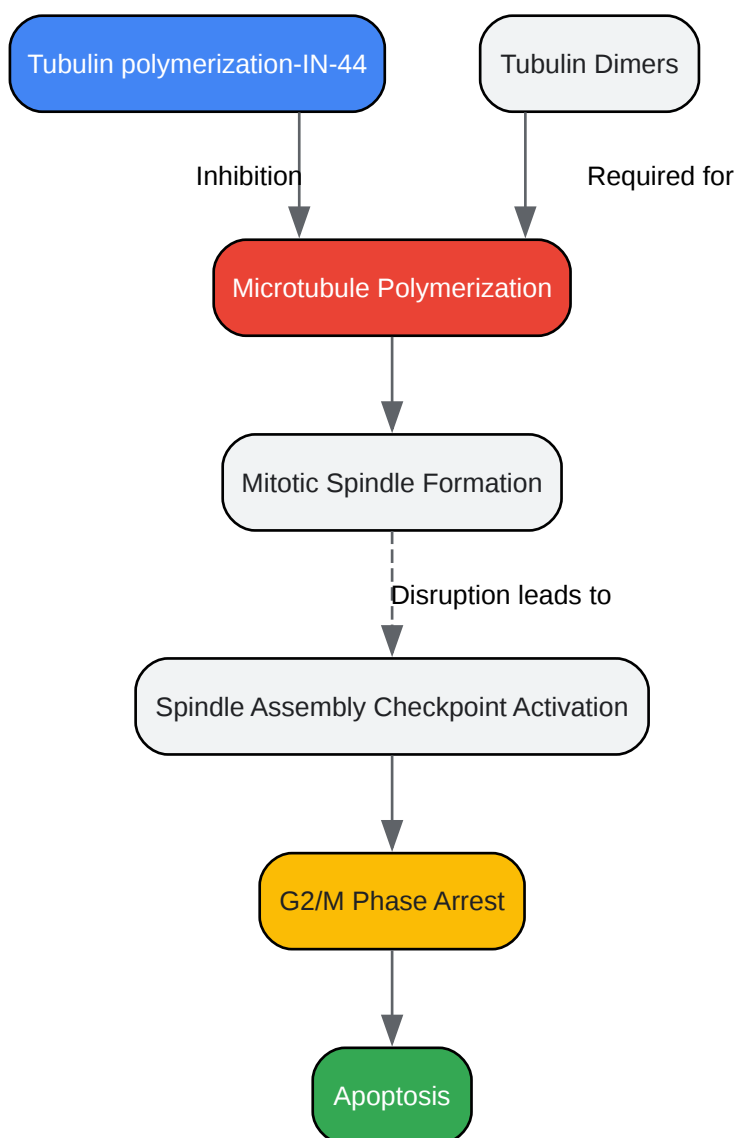 Tubulin polymerization-IN-44
Tubulin Dimers
Inhibition
Required for
Microtubule Polymerization
Mitotic Spindle Formation
Disruption leads to
Spindle Assembly Checkpoint Activation
G2/M Phase Arrest
Apoptosis